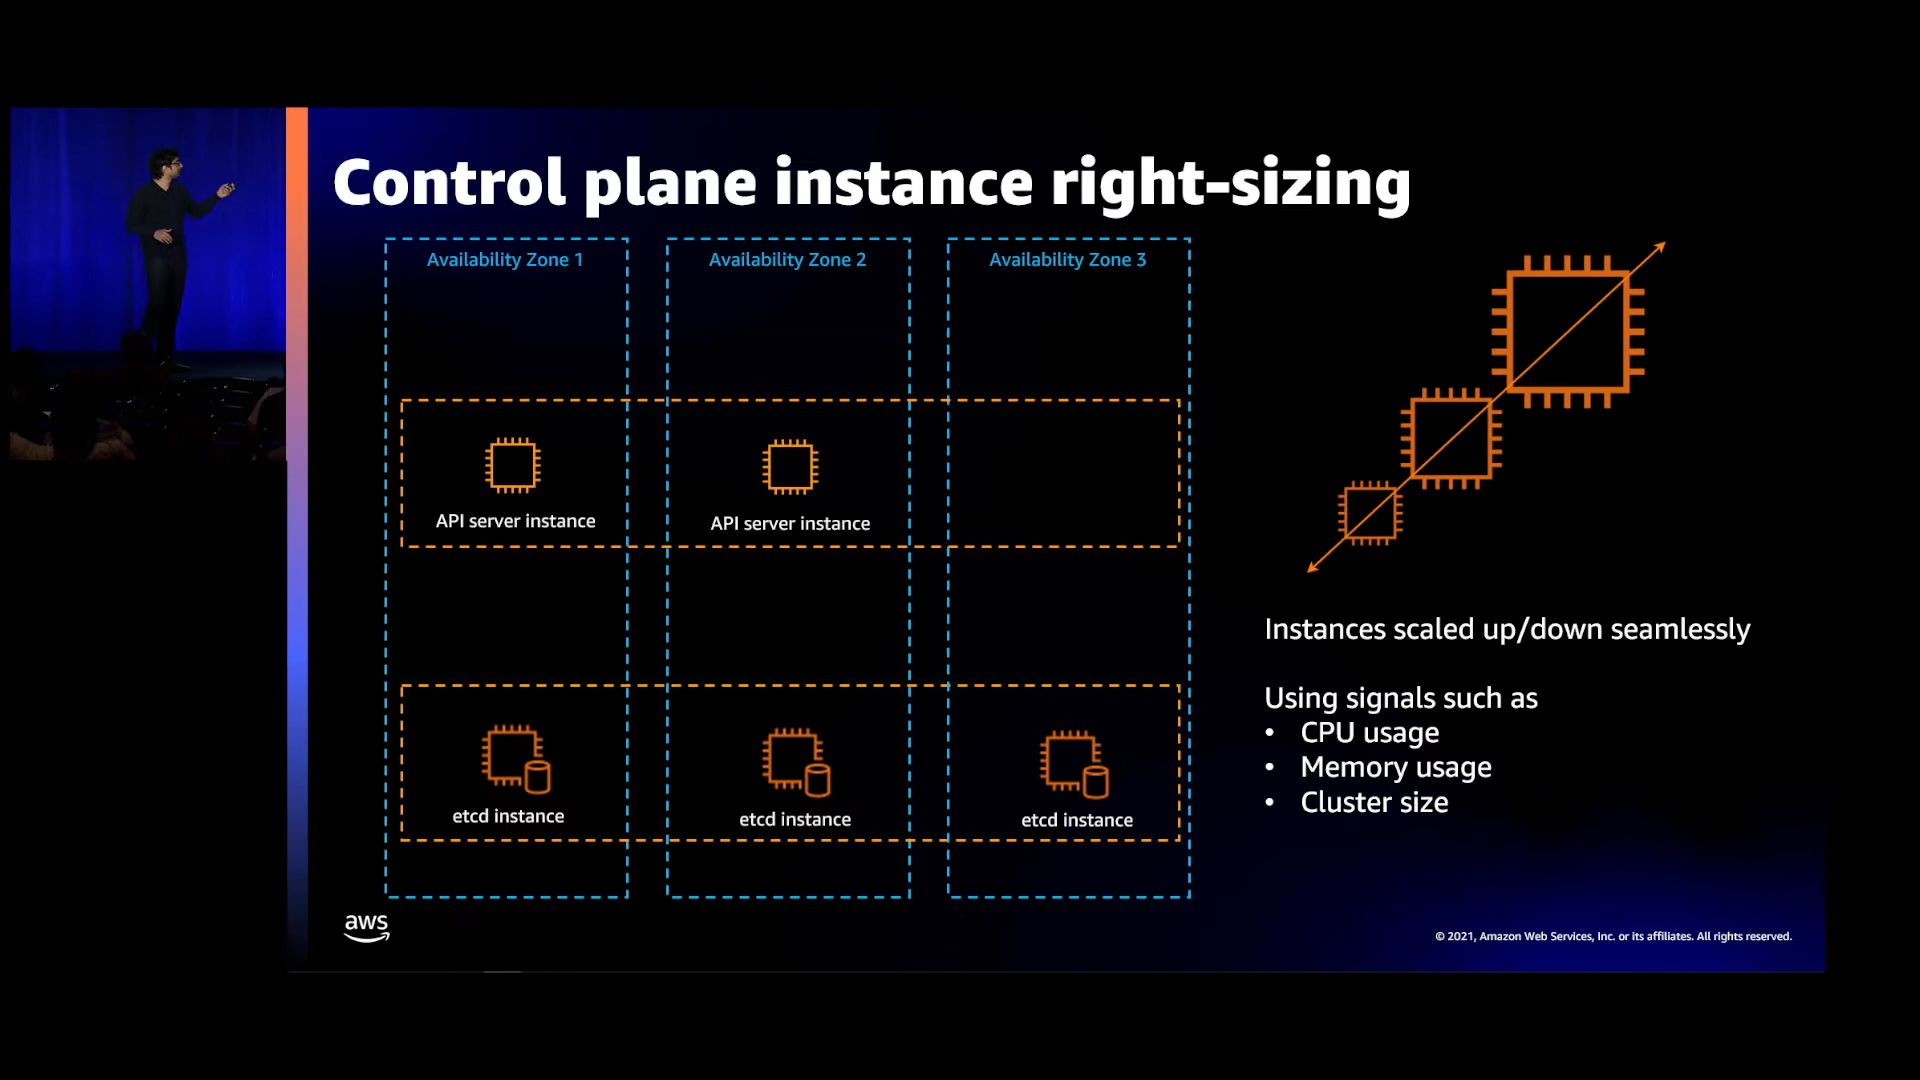 Control plane instance right-sizing
Availability Zone 1
Availability Zone 2
Availability Zone 3
API server instance
API server instance
etcd instance
etcd instance
etcd instance
Instances scaled up/down seamlessly
Using signals such as
• CPU usage
• Memory usage
• Cluster size
aws
© 2021, Amazon Web Services, Inc. or its affiliates. All rights reserved.